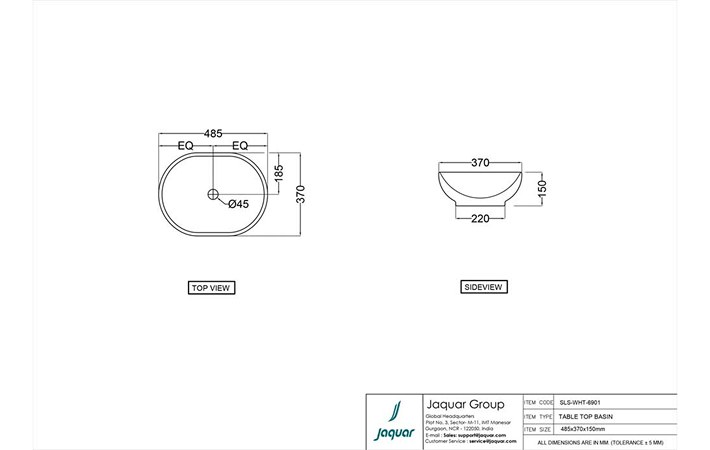 485
EQ EQ
185
370
Ø45
TOP VIEW
370
150
220
SIDEVIEW
Jaquar
Jaquar Group
Global Headquarters
Plot No. 3, Sector- M-11, IMT Manesar
Gurgaon, NCR - 122050, India
E-mail : Sales: support@jaquar.com
Customer Service : service@jaquar.com
ITEM CODE SLS-WHT-6901
ITEM TYPE TABLE TOP BASIN
ITEM SIZE 485x370x150mm
ALL DIMENSIONS ARE IN MM. (TOLERANCE ± 5 MM)